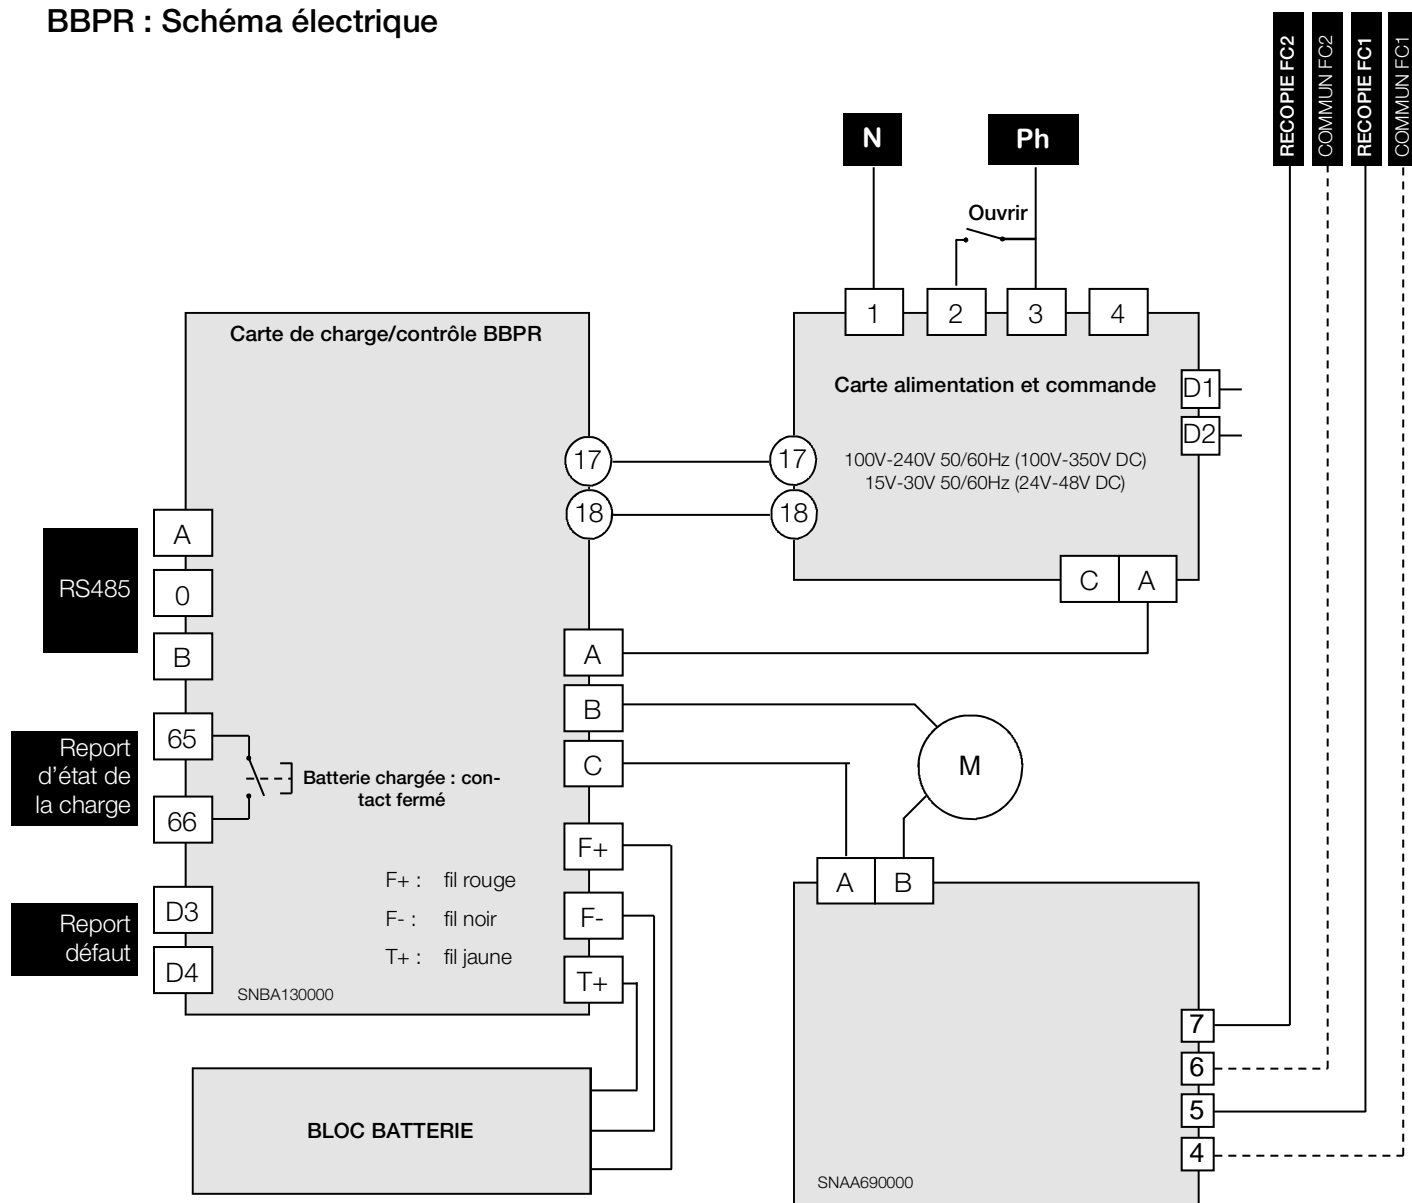 BBPR : Schéma électrique
RECOPIE FC2
COMMUN FC2
RECOPIE FC1
COMMUN FC1
N
Ph
Ouvrir
1
2
3
4
Carte de charge/contrôle BBPR
Carte alimentation et commande
D1
D2
100V-240V 50/60Hz (100V-350V DC)
15V-30V 50/60Hz (24V-48V DC)
17
17
18
18
C
A
RS485
A
0
B
A
B
C
M
Report
d'état de
la charge
65
66
Batterie chargée : con-
tact fermé
F+
F-
T+
F+ : fil rouge
F- : fil noir
T+ : fil jaune
Report
défaut
D3
D4
SNBA130000
A
B
7
6
5
4
BLOC BATTERIE
SNAA690000